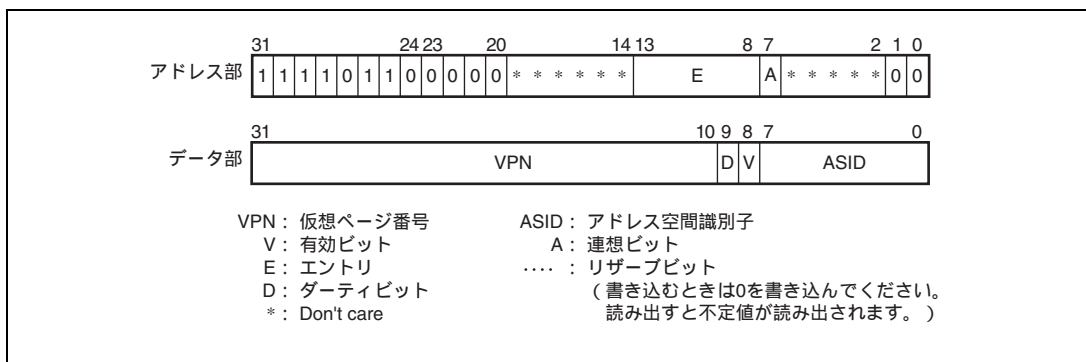 31 24 23 20 14 13 8 7 2 1 0
アドレス部 1 1 1 1 0 1 1 0 0 0 0 0 * * * * * * E A * * * * * 0 0
31 10 9 8 7 0
データ部 VPN D V ASID
VPN : 仮想ページ番号 ASID : アドレス空間識別子
V : 有効ビット A : 連想ビット
E : エントリ ···· : リザーブビット
D : ダーティビット (書き込むときは0を書き込んでください。
* : Don't care 読み出すと不定値が読み出されます。)